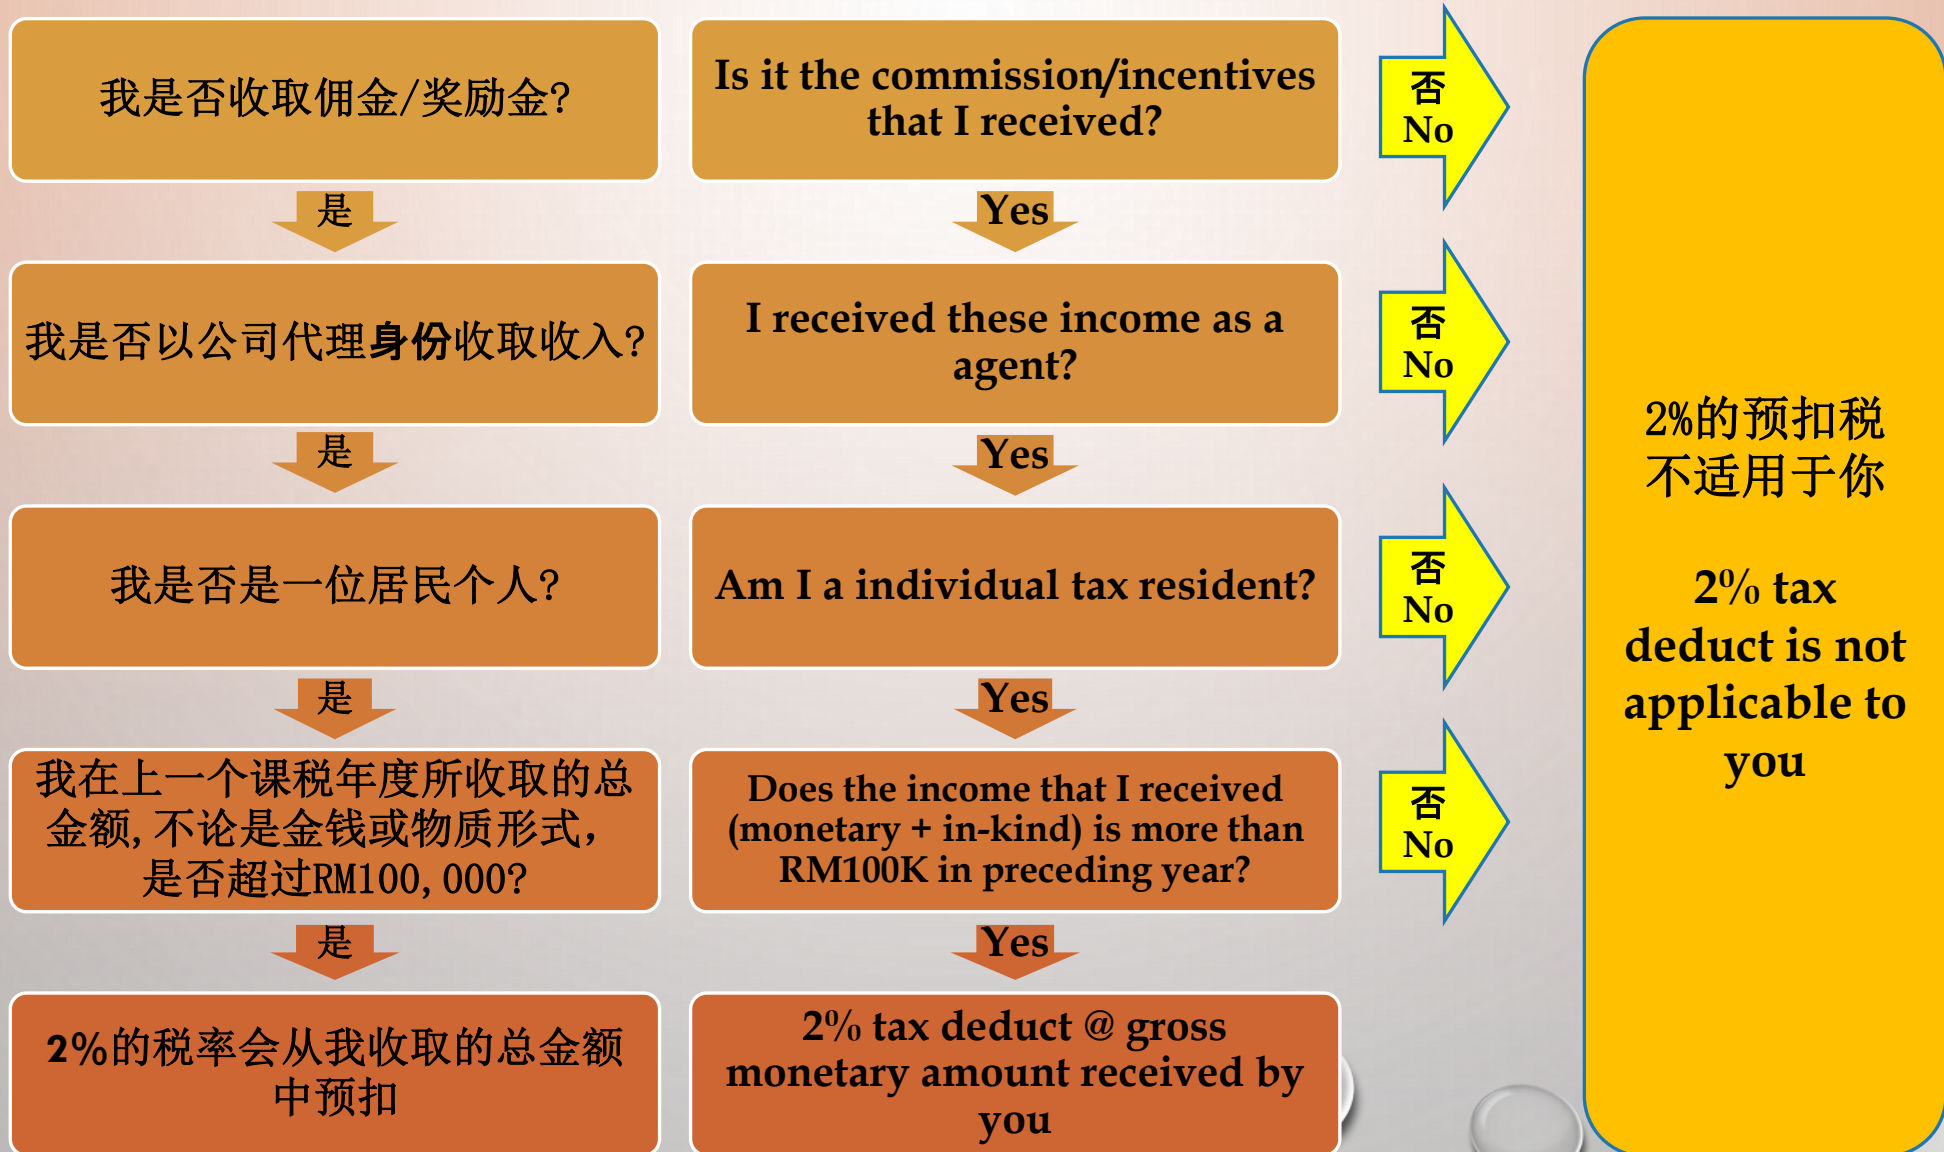 我是否收取佣金/奖励金?
Is it the commission/incentives
that I received?
否
No
是
Yes
我是否以公司代理身份收取收入?
I received these income as a
agent?
否
No
是
Yes
我是否是一位居民个人?
Am I a individual tax resident?
否
No
是
Yes
我在上一个课税年度所收取的总
金额,不论是金钱或物质形式，
是否超过RM100,000?
Does the income that I received
(monetary + in-kind) is more than
RM100K in preceding year?
否
No
是
Yes
2%的税率会从我收取的总金额
中预扣
2% tax deduct @ gross
monetary amount received by
you
2%的预扣税
不适用于你
2% tax
deduct is not
applicable to
you